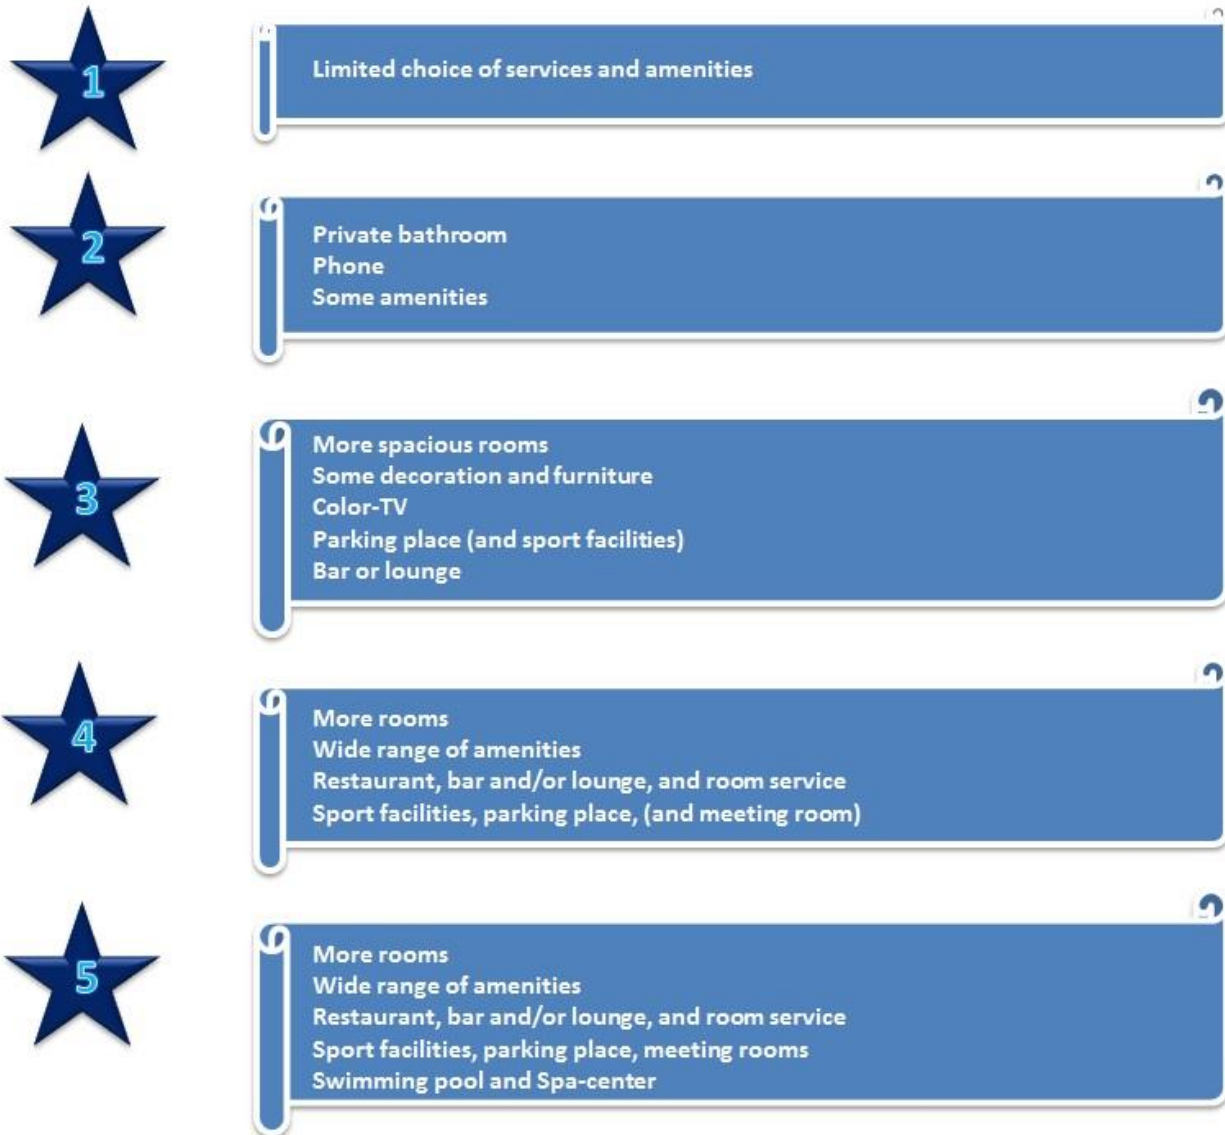 1
Limited choice of services and amenities
2
Private bathroom
Phone
Some amenities
3
More spacious rooms
Some decoration and furniture
Color-TV
Parking place (and sport facilities)
Bar or lounge
4
More rooms
Wide range of amenities
Restaurant, bar and/or lounge, and room service
Sport facilities, parking place, (and meeting room)
5
More rooms
Wide range of amenities
Restaurant, bar and/or lounge, and room service
Sport facilities, parking place, meeting rooms
Swimming pool and Spa-center